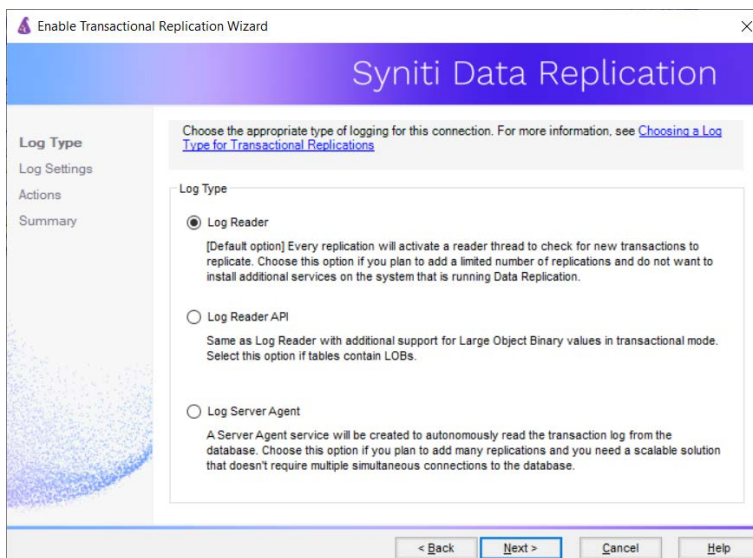 Enable Transactional Replication Wizard
Syniti Data Replication
Log Type
Log Settings
Actions
Summary
Choose the appropriate type of logging for this connection. For more information, see Choosing a Log
Type for Transactional Replications
Log Type
Log Reader
[Default option] Every replication will activate a reader thread to check for new transactions to
replicate. Choose this option if you plan to add a limited number of replications and do not want to
install additional services on the system that is running Data Replication.
Log Reader API
Same as Log Reader with additional support for Large Object Binary values in transactional mode.
Select this option if tables contain LOBs.
Log Server Agent
A Server Agent service will be created to autonomously read the transaction log from the
database. Choose this option if you plan to add many replications and you need a scalable solution
that doesn't require multiple simultaneous connections to the database.
< Back Next > Cancel Help